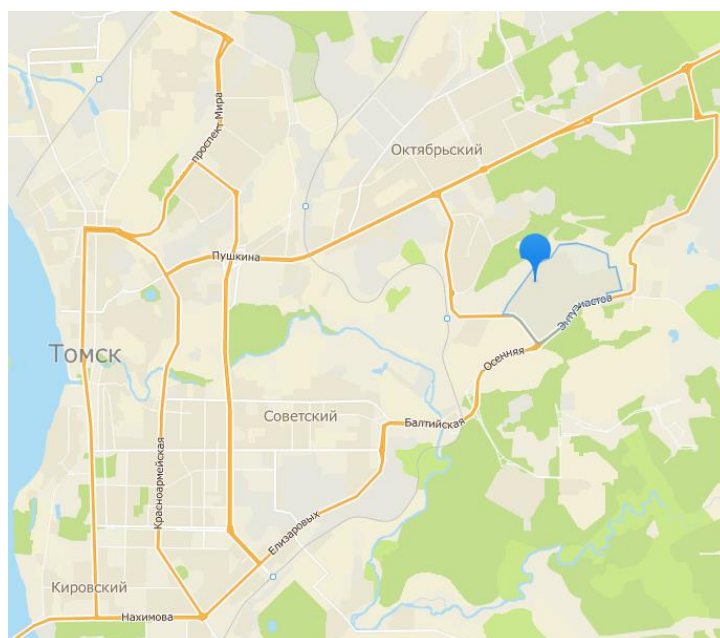 проспект Мира
Октябрьский
Пушкина
Энтузиастов
Томск
Осенняя
Советский
Балтийская
Красноармейская
Елизаровых
Кировский
Нахимова